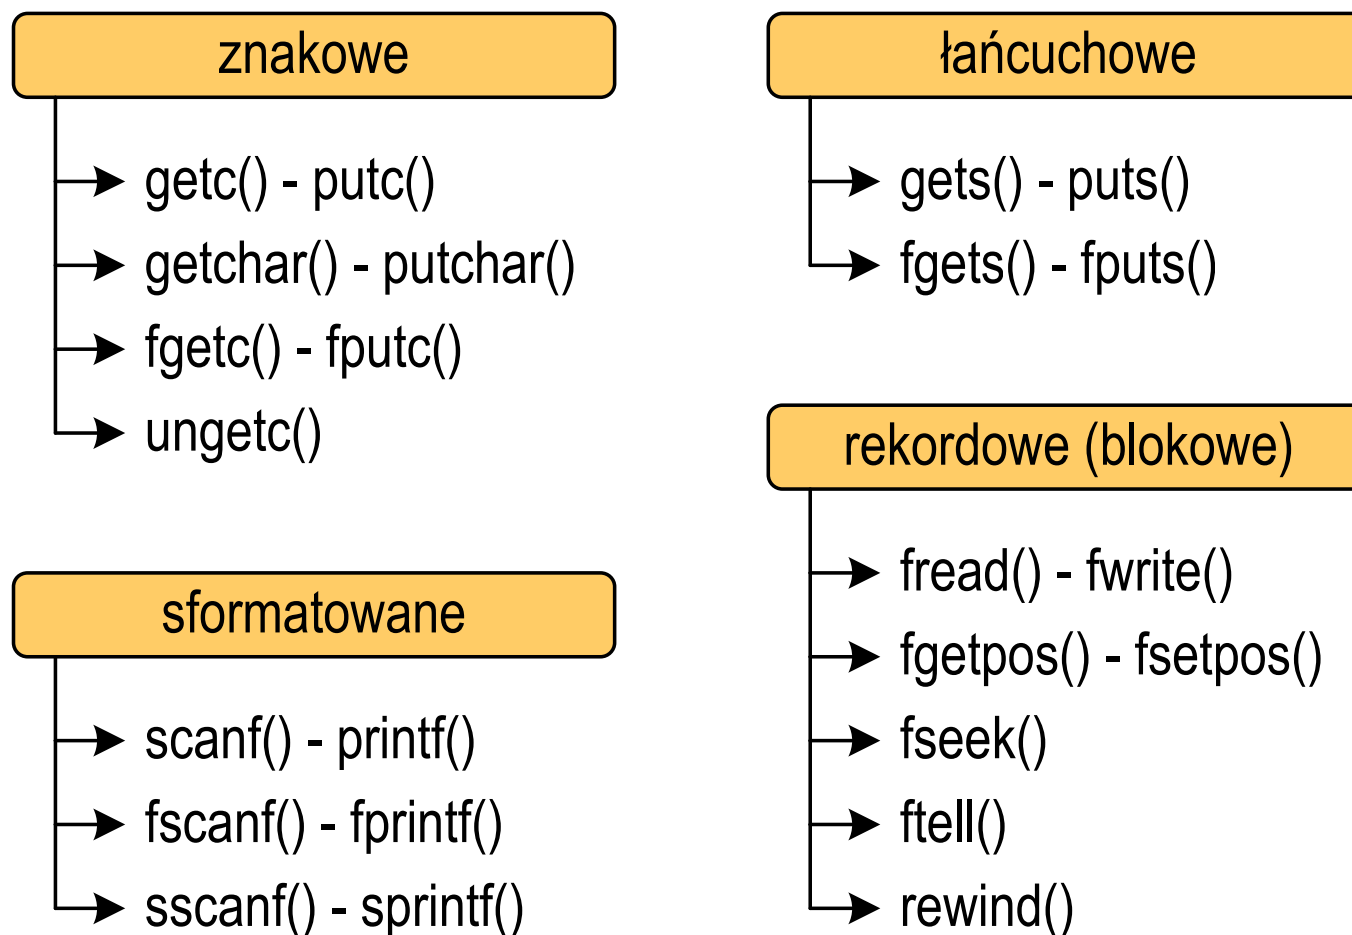 znakowe
getc() - putc()
getchar() - putchar()
fgetc() - fputc()
ungetc()
sformatowane
scanf() - printf()
fscanf() - fprintf()
sscanf() - sprintf()
łańcuchowe
gets() - puts()
fgets() - fputs()
rekordowe (blokowe)
fread() - fwrite()
fgetpos() - fsetpos()
fseek()
ftell()
rewind()